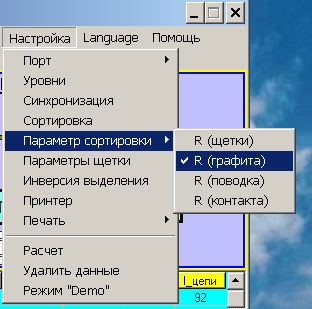 Настройка Language Помощь
Порт
Уровни
Синхронизация
Сортировка
Параметр сортировки
R (щетки)
Параметры щетки
R (графита)
Инверсия выделения
R (поводка)
Принтер
R (контакта)
Печать
Расчет
Удалить данные
I_цепи
Режим "Demo"
92